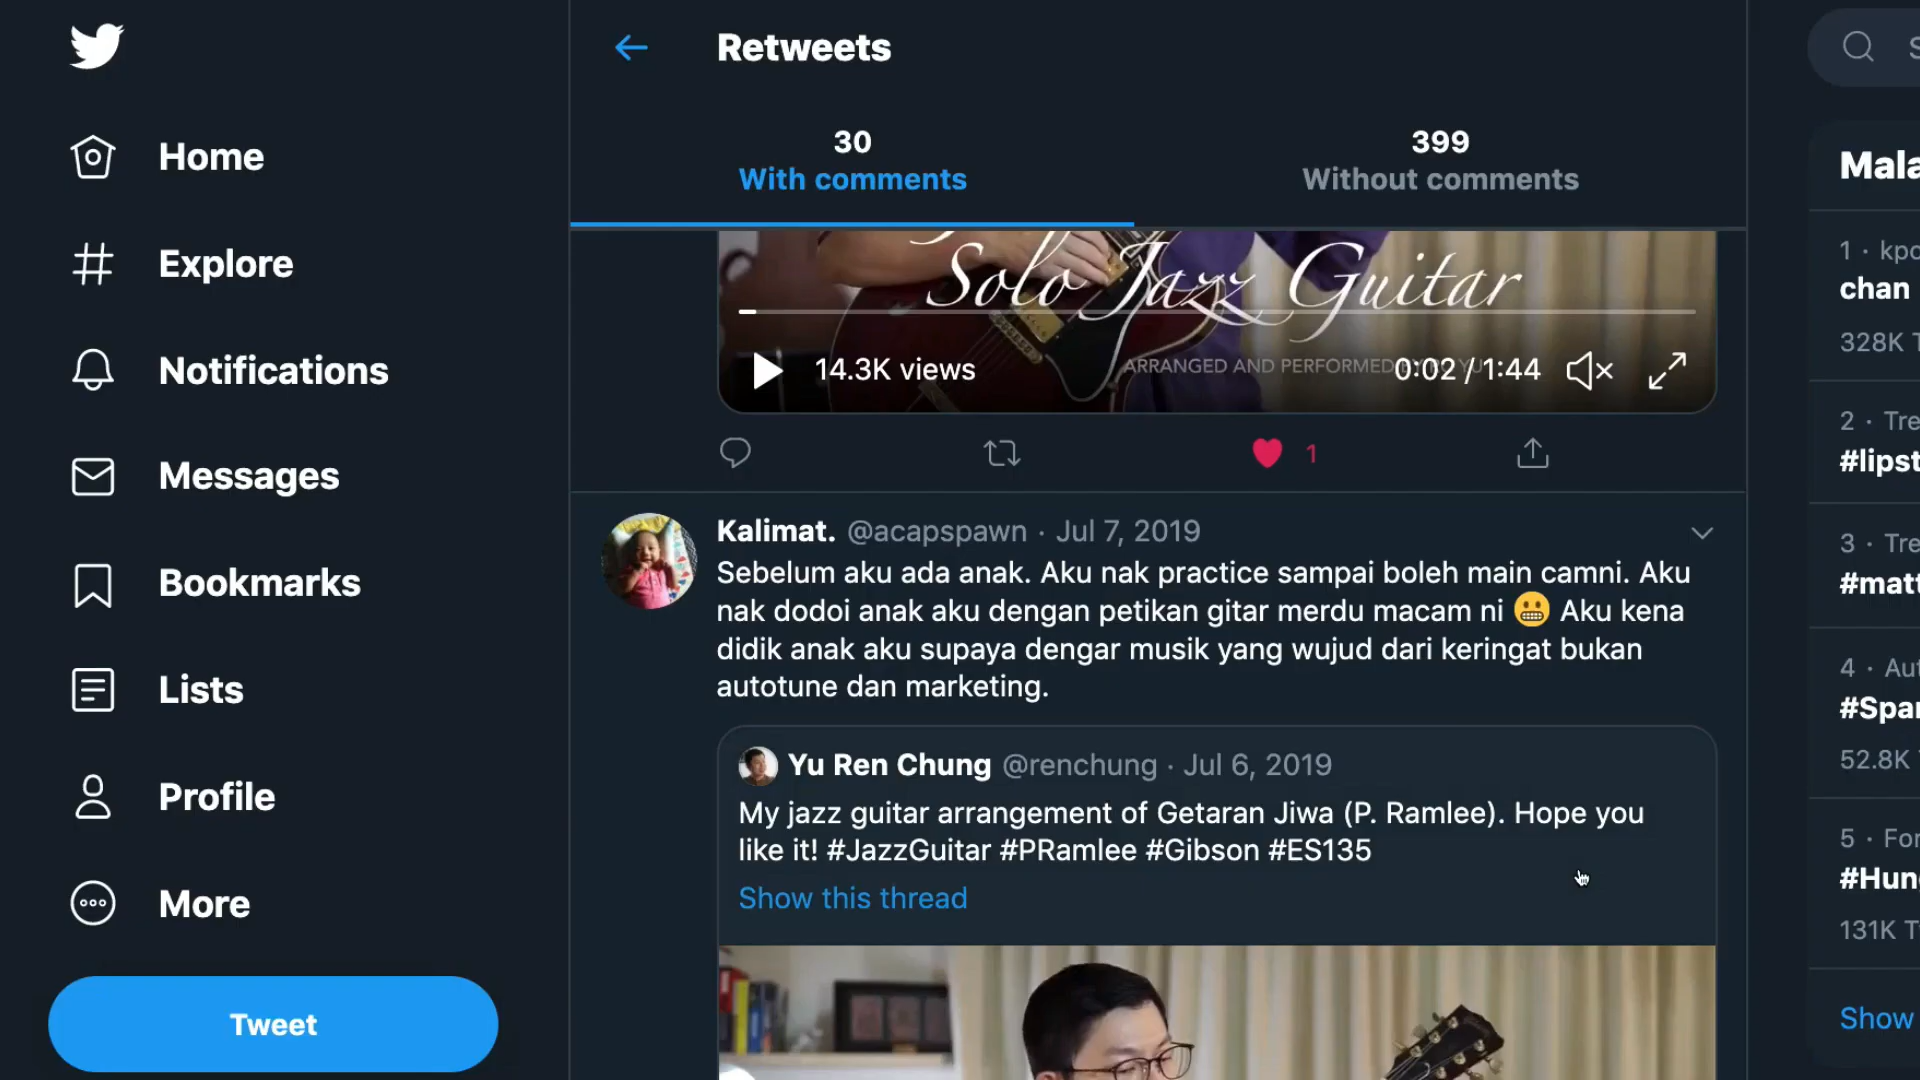 Home
Explore
Notifications
Messages
Bookmarks
Lists
Profile
More
Tweet
Retweets
30
With comments
399
Without comments
Solo Jazz Guitar
14.3K views
ARRANGED AND PERFORMED
0:02 / 1:44
1
Kalimat. @acapspawn · Jul 7, 2019
Sebelum aku ada anak. Aku nak practice sampai boleh main camni. Aku
nak dodoi anak aku dengan petikan gitar merdu macam ni 😬 Aku kena
didik anak aku supaya dengar musik yang wujud dari keringat bukan
autotune dan marketing.
Yu Ren Chung @renchung · Jul 6, 2019
My jazz guitar arrangement of Getaran Jiwa (P. Ramlee). Hope you
like it! #JazzGuitar #PRamlee #Gibson #ES135
Show this thread
Mala
1 · kpo
chan
328K T
2 · Tre
#lipst
3 · Tre
#matt
4 · Aut
#Span
52.8K
5 · For
#Hung
131K T
Show